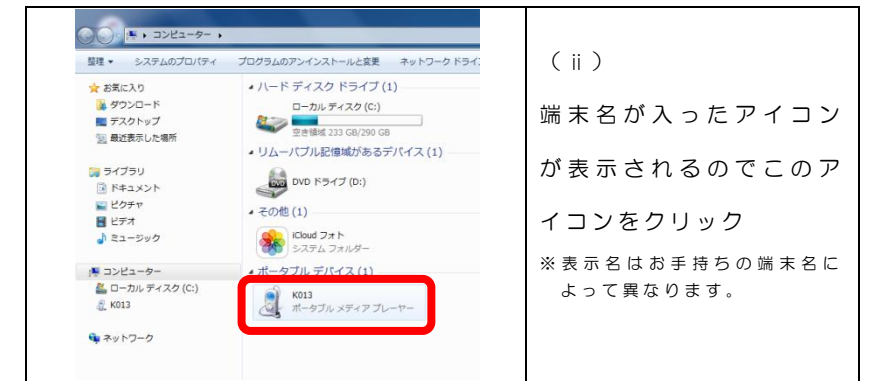 コンピューター
整理 システムのプロパティ プログラムのアンインストールと変更 ネットワーク ドライ
お気に入り
ダウンロード
デスクトップ
最近表示した場所
ライブラリ
ドキュメント
ピクチャ
ビデオ
ミュージック
コンピューター
ローカル ディスク (C:)
K013
ネットワーク
ハード ディスク ドライブ (1)
ローカル ディスク (C:)
空き領域 233 GB/290 GB
リムーバブル記憶域があるデバイス (1)
DVD
DVD ドライブ (D:)
その他 (1)
iCloud フォト
システム フォルダー
ポータブル デバイス (1)
K013
ポータブル メディア プレーヤー
（ⅱ）
端末名が入ったアイコン
が表示されるのでこのア
イコンをクリック
※表示名はお手持ちの端末名に
よって異なります。